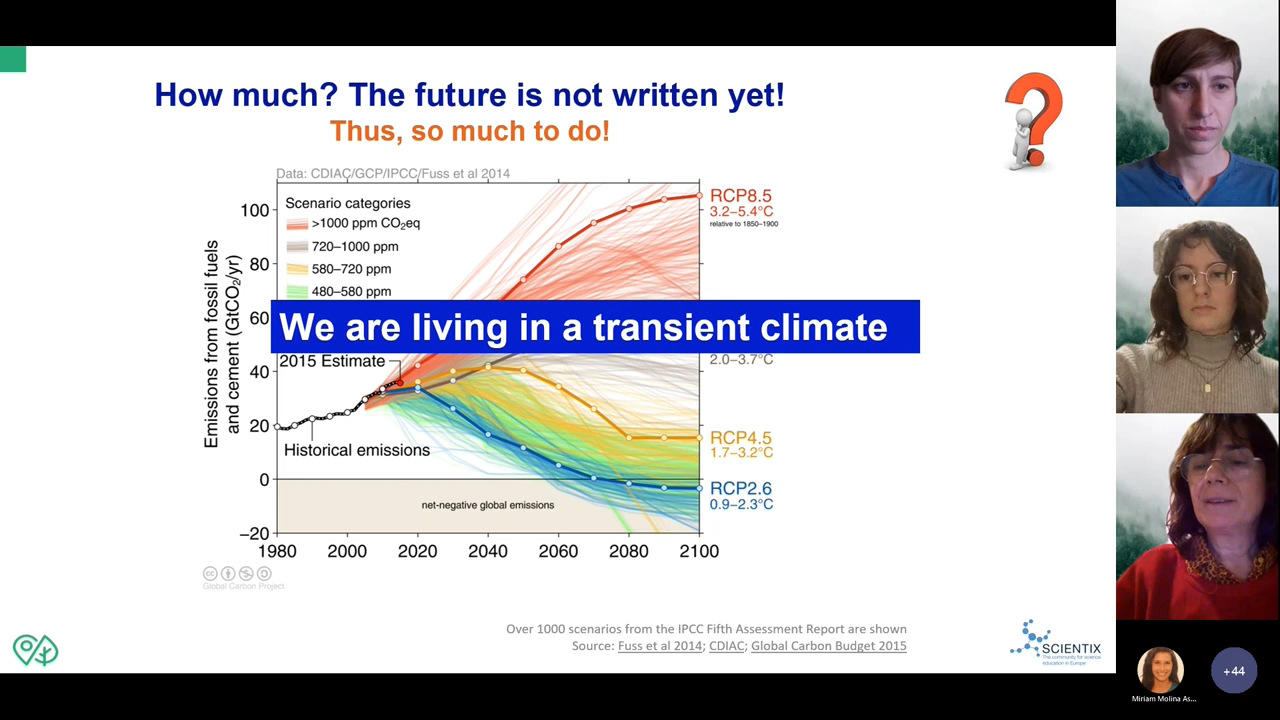 How much? The future is not written yet!
Thus, so much to do!
Data: CDIAC/GCP/IPCC/Fuss et al 2014
Scenario categories
>1000 ppm CO₂eq
720–1000 ppm
580–720 ppm
480–580 ppm
RCP8.5
3.2–5.4°C
relative to 1850–1900
We are living in a transient climate
2.0–3.7°C
2015 Estimate
Historical emissions
RCP4.5
1.7–3.2°C
RCP2.6
0.9–2.3°C
net-negative global emissions
Emissions from fossil fuels
and cement (GtCO₂/yr)
100
80
60
40
20
0
−20
1980 2000 2020 2040 2060 2080 2100
Global Carbon Project
Over 1000 scenarios from the IPCC Fifth Assessment Report are shown
Source: Fuss et al 2014; CDIAC; Global Carbon Budget 2015
SCIENTIX
The community for science
education in Europe
Miriam Molina As...
+44